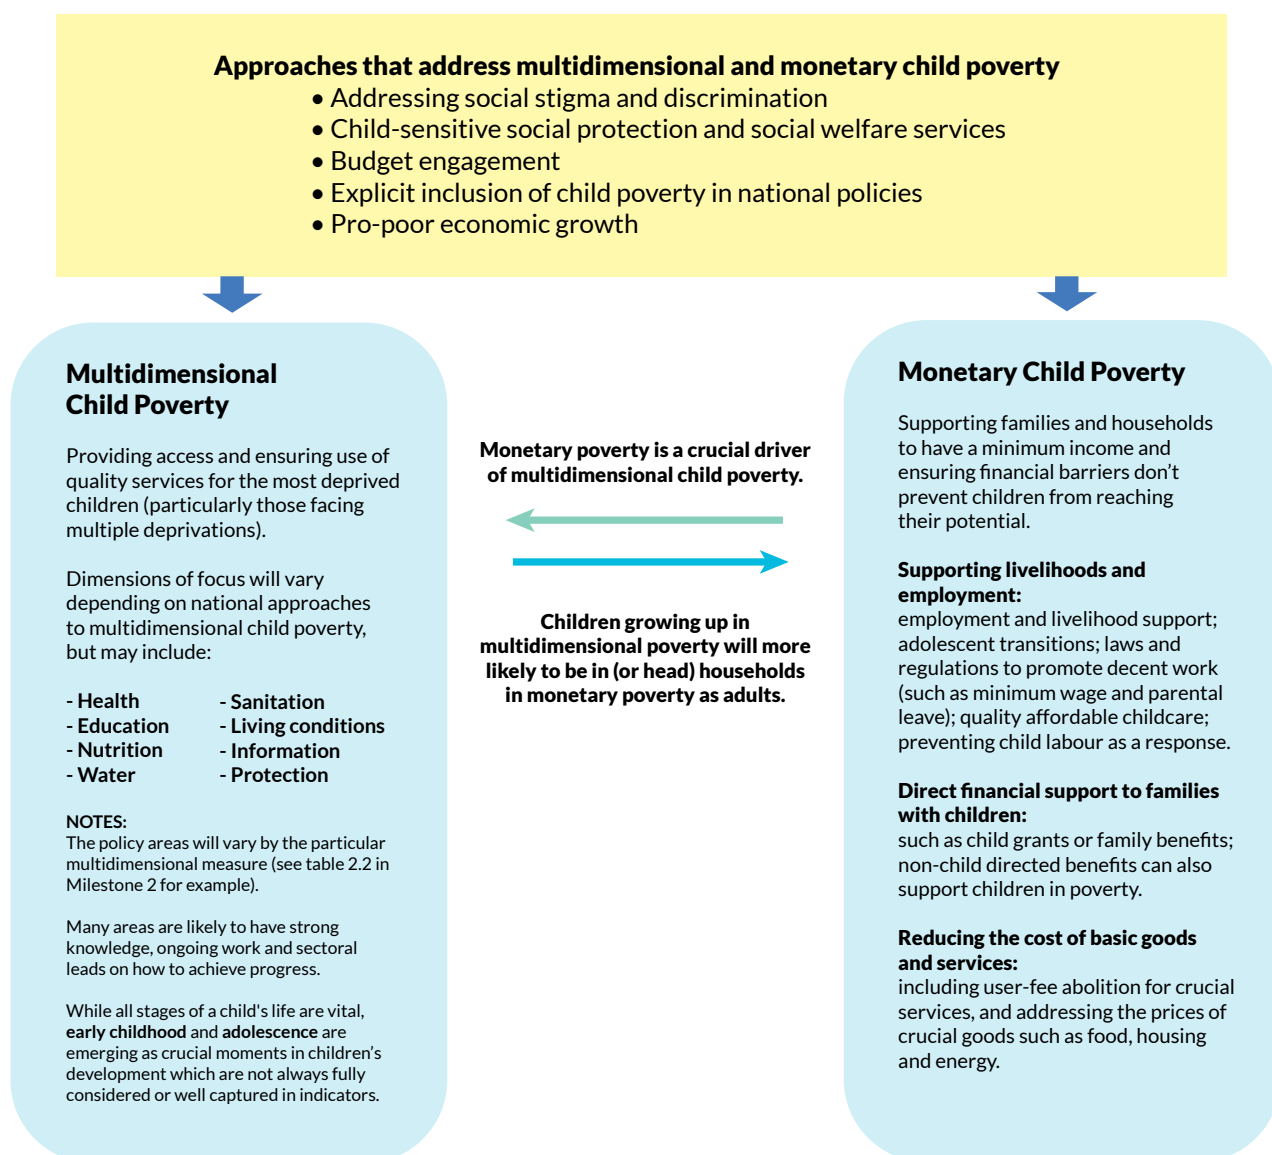 Approaches that address multidimensional and monetary child poverty
• Addressing social stigma and discrimination
• Child-sensitive social protection and social welfare services
• Budget engagement
• Explicit inclusion of child poverty in national policies
• Pro-poor economic growth
Multidimensional
Child Poverty
Providing access and ensuring use of
quality services for the most deprived
children (particularly those facing
multiple deprivations).
Dimensions of focus will vary
depending on national approaches
to multidimensional child poverty,
but may include:
- Health
- Education
- Nutrition
- Water
- Sanitation
- Living conditions
- Information
- Protection
NOTES:
The policy areas will vary by the particular
multidimensional measure (see table 2.2 in
Milestone 2 for example).
Many areas are likely to have strong
knowledge, ongoing work and sectoral
leads on how to achieve progress.
While all stages of a child's life are vital,
early childhood and adolescence are
emerging as crucial moments in children’s
development which are not always fully
considered or well captured in indicators.
Monetary poverty is a crucial driver
of multidimensional child poverty.
Children growing up in
multidimensional poverty will more
likely to be in (or head) households
in monetary poverty as adults.
Monetary Child Poverty
Supporting families and households
to have a minimum income and
ensuring financial barriers don’t
prevent children from reaching
their potential.
Supporting livelihoods and
employment:
employment and livelihood support;
adolescent transitions; laws and
regulations to promote decent work
(such as minimum wage and parental
leave); quality affordable childcare;
preventing child labour as a response.
Direct financial support to families
with children:
such as child grants or family benefits;
non-child directed benefits can also
support children in poverty.
Reducing the cost of basic goods
and services:
including user-fee abolition for crucial
services, and addressing the prices of
crucial goods such as food, housing
and energy.